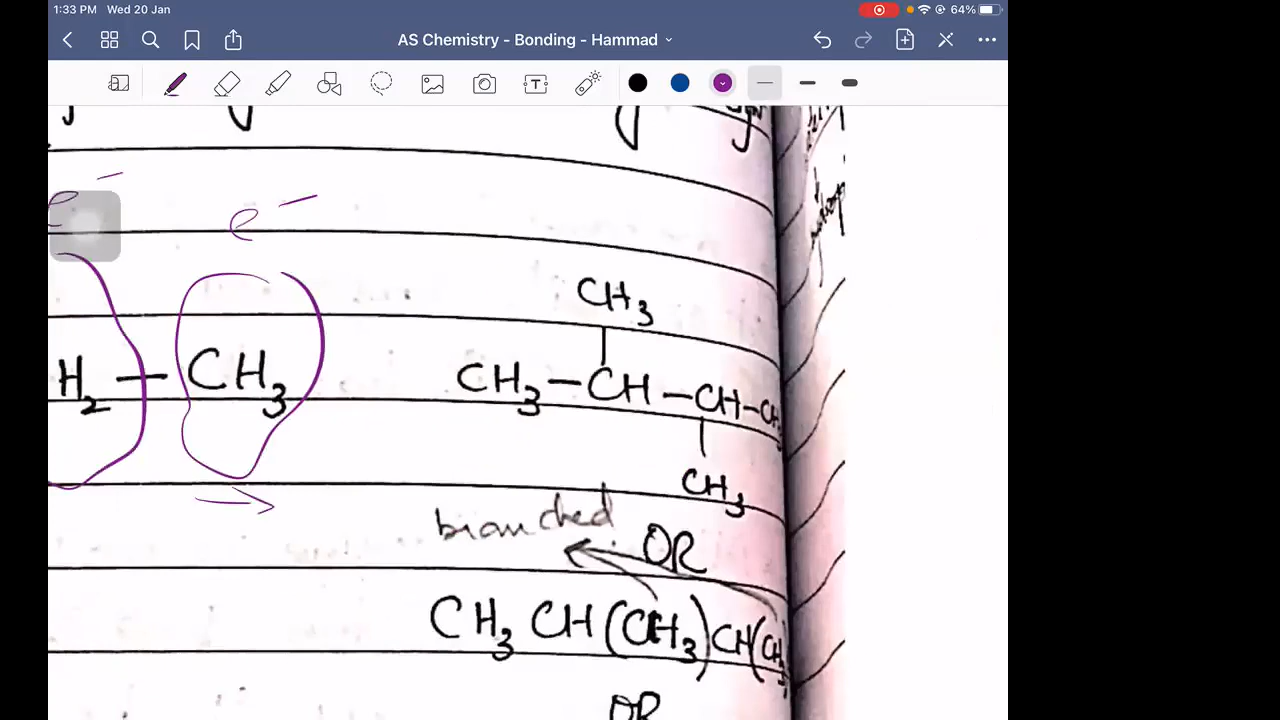 1:33 PM Wed 20 Jan
64%
AS Chemistry - Bonding - Hammad
e⁻ e⁻
CH₃
H₂ — CH₃ CH₃ — CH — CH — CH₃
CH₃
branched
OR
CH₃ CH(CH₃)CH(CH₃
OR